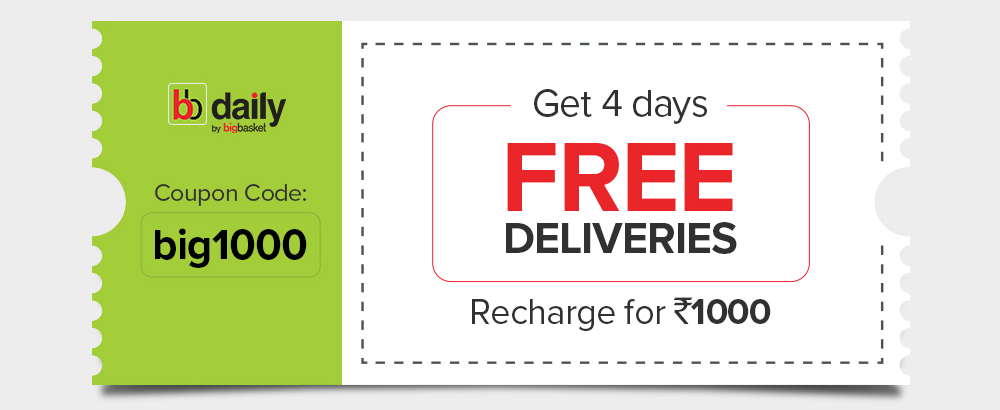 bb daily
by bigbasket
Coupon Code:
big1000
Get 4 days
FREE
DELIVERIES
Recharge for ₹1000